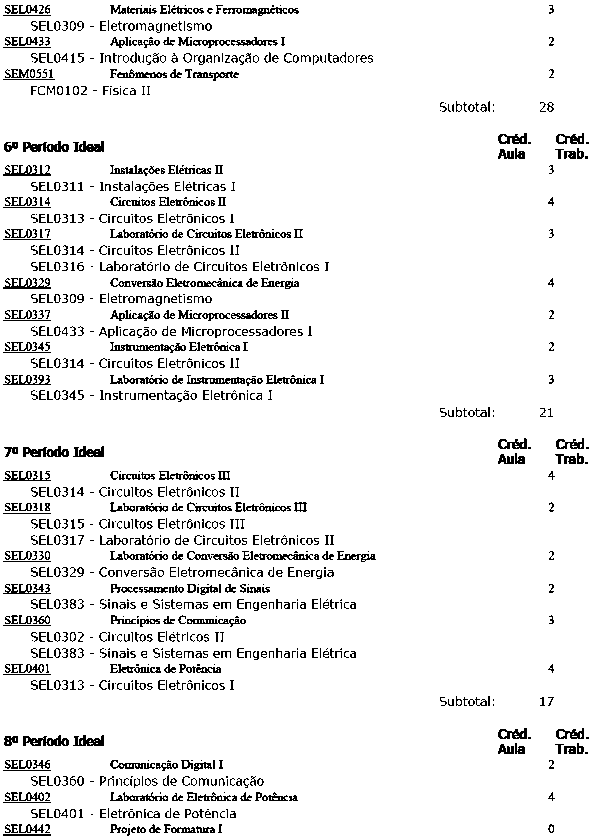 SEL0426 Materiais Elétricos e Ferromagnéticos 3
SEL0309 - Eletromagnetismo
SEL0433 Aplicação de Microprocessadores I 2
SEL0415 - Introdução à Organização de Computadores
SEM0551 Fenômenos de Transporte 2
FCM0102 - Física II
Subtotal: 28
6º Período Ideal Créd. Aula Créd. Trab.
SEL0312 Instalações Elétricas II 3
SEL0311 - Instalações Elétricas I
SEL0314 Circuitos Eletrônicos II 4
SEL0313 - Circuitos Eletrônicos I
SEL0317 Laboratório de Circuitos Eletrônicos II 3
SEL0314 - Circuitos Eletrônicos II
SEL0316 - Laboratório de Circuitos Eletrônicos I
SEL0329 Conversão Eletromecânica de Energia 4
SEL0309 - Eletromagnetismo
SEL0337 Aplicação de Microprocessadores II 2
SEL0433 - Aplicação de Microprocessadores I
SEL0345 Instrumentação Eletrônica I 2
SEL0314 - Circuitos Eletrônicos II
SEL0393 Laboratório de Instrumentação Eletrônica I 3
SEL0345 - Instrumentação Eletrônica I
Subtotal: 21
7º Período Ideal Créd. Aula Créd. Trab.
SEL0315 Circuitos Eletrônicos III 4
SEL0314 - Circuitos Eletrônicos II
SEL0318 Laboratório de Circuitos Eletrônicos III 2
SEL0315 - Circuitos Eletrônicos III
SEL0317 - Laboratório de Circuitos Eletrônicos II
SEL0330 Laboratório de Conversão Eletromecânica de Energia 2
SEL0329 - Conversão Eletromecânica de Energia
SEL0343 Processamento Digital de Sinais 2
SEL0383 - Sinais e Sistemas em Engenharia Elétrica
SEL0360 Princípios de Comunicação 3
SEL0302 - Circuitos Elétricos II
SEL0383 - Sinais e Sistemas em Engenharia Elétrica
SEL0401 Eletrônica de Potência 4
SEL0313 - Circuitos Eletrônicos I
Subtotal: 17
8º Período Ideal Créd. Aula Créd. Trab.
SEL0346 Comunicação Digital I 2
SEL0360 - Princípios de Comunicação
SEL0402 Laboratório de Eletrônica de Potência 4
SEL0401 - Eletrônica de Potência
SEL0442 Projeto de Formatura I 0